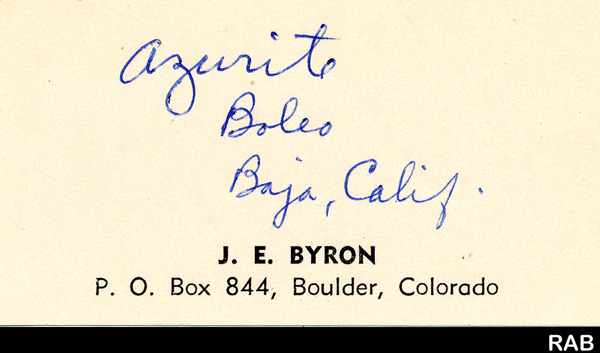 Azurite
Boleo
Baja, Calif.
J. E. BYRON
P. O. Box 844, Boulder, Colorado
RAB